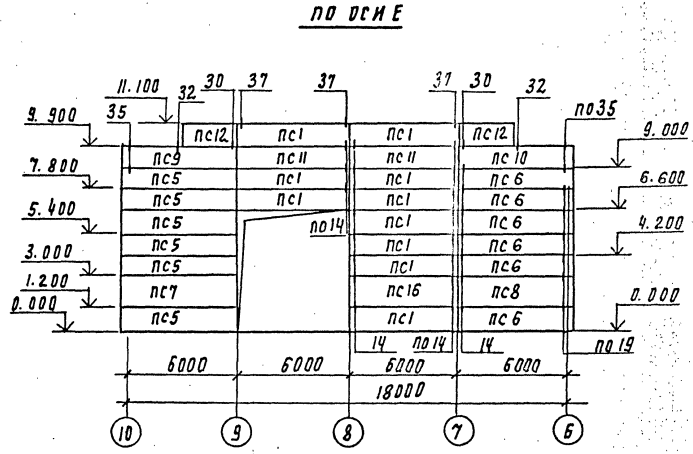 ПО ОСИ Е
11.100 32 30 37 37 37 30 32 ПО35
9.900 35 ПС12 ПС1 ПС1 ПС12 9.000
ПС9 ПС11 ПС11 ПС10
7.800 ПС5 ПС1 ПС1 ПС6 6.600
ПС5 ПС1 ПС1 ПС6
5.400 ПС5 ПО14 ПС1 ПС6 4.200
ПС5 ПС1 ПС6
3.000 ПС5 ПС1 ПС6
1.200 ПС7 ПС16 ПС8
0.000 ПС5 ПС1 ПС6 0.000
14 ПО14 14 ПО19
6000 6000 6000 6000
18000
10 9 8 7 6